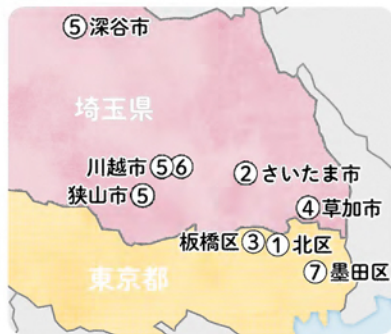 ⑤深谷市
埼玉県
川越市⑤⑥
②さいたま市
狭山市⑤
④草加市
板橋区③
①北区
東京都
⑦墨田区